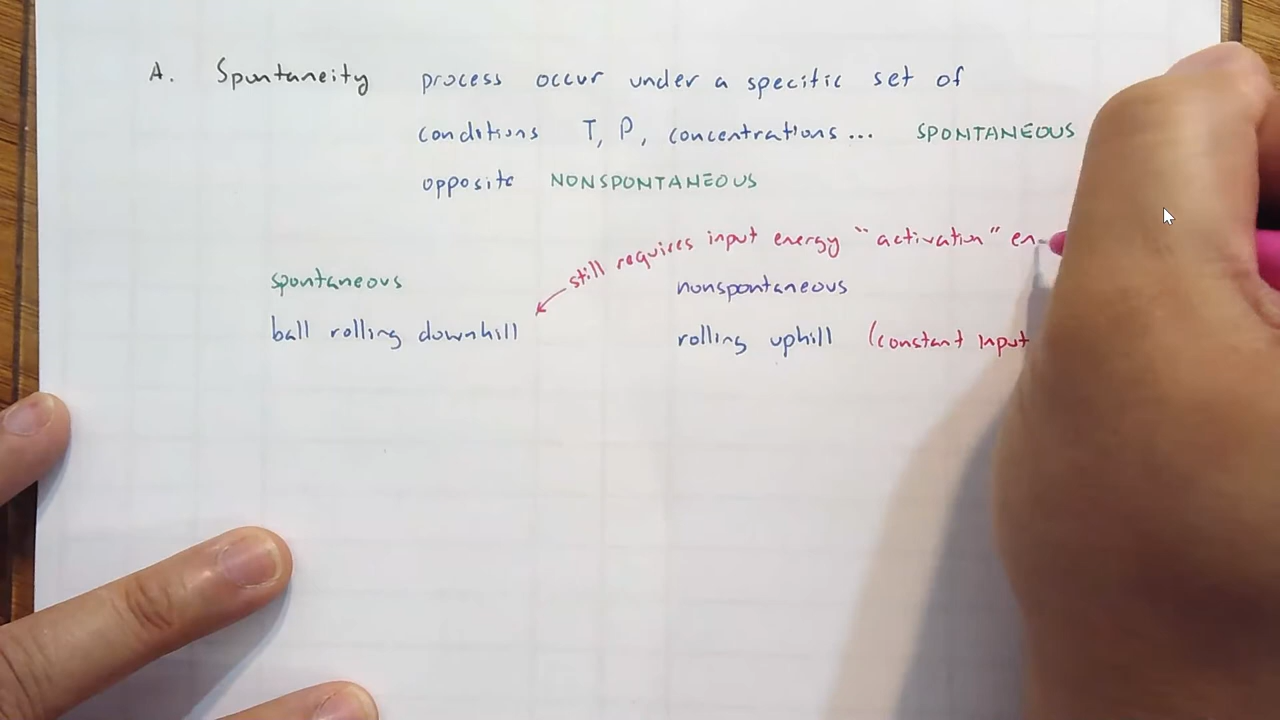 A. Spontaneity process occur under a specific set of
conditions T, P, concentrations... SPONTANEOUS
opposite NONSPONTANEOUS
still requires input energy "activation" en
spontaneous nonspontaneous
ball rolling downhill rolling uphill (constant input